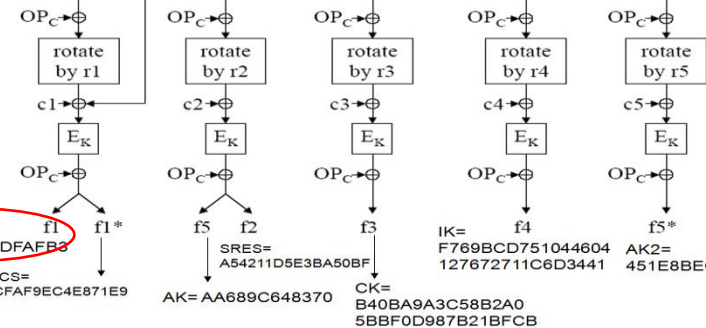 OPC OPC OPC OPC OPC
rotate by r1
rotate by r2
rotate by r3
rotate by r4
rotate by r5
c1 c2 c3 c4 c5
EK EK EK EK EK
OPC OPC OPC OPC OPC
f1 f1* f5 f2 f3 f4 f5*
DFAFB3
CS=
CFAF9EC4E871E9
AK= AA689C648370
SRES=
A54211D5E3BA50BF
CK=
B40BA9A3C58B2A0
5BBF0D987B21BFCB
IK=
F769BCD751044604
127672711C6D3441
AK2=
451E8BE